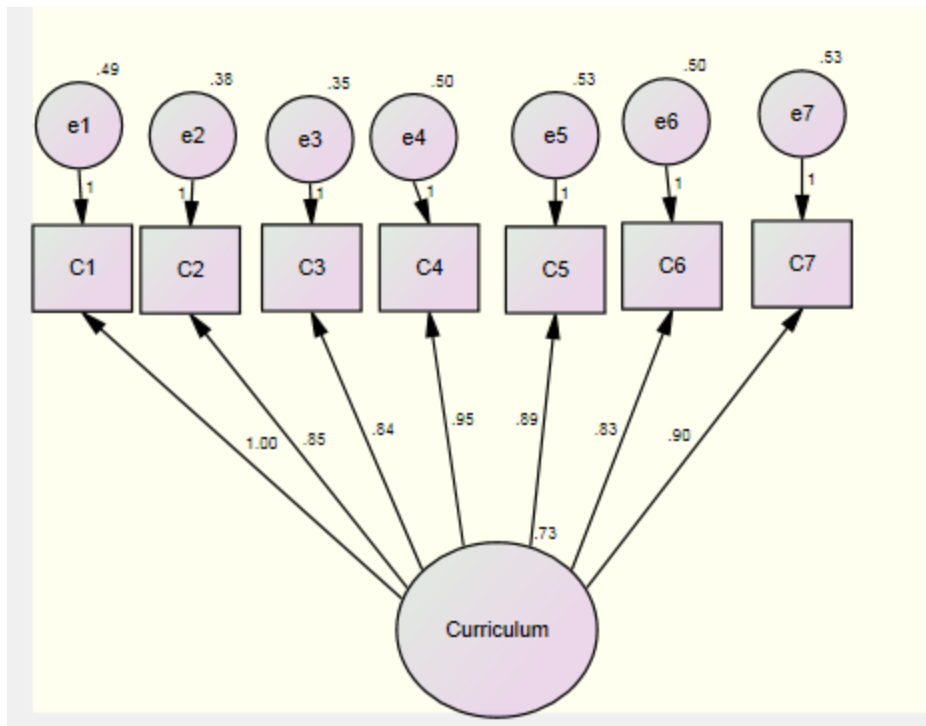 .49 .38 .35 .50 .53 .50 .53
e1 e2 e3 e4 e5 e6 e7
1 1 1 1 1 1 1
C1 C2 C3 C4 C5 C6 C7
1.00 .85 .84 .95 .89 .83 .90
.73
Curriculum